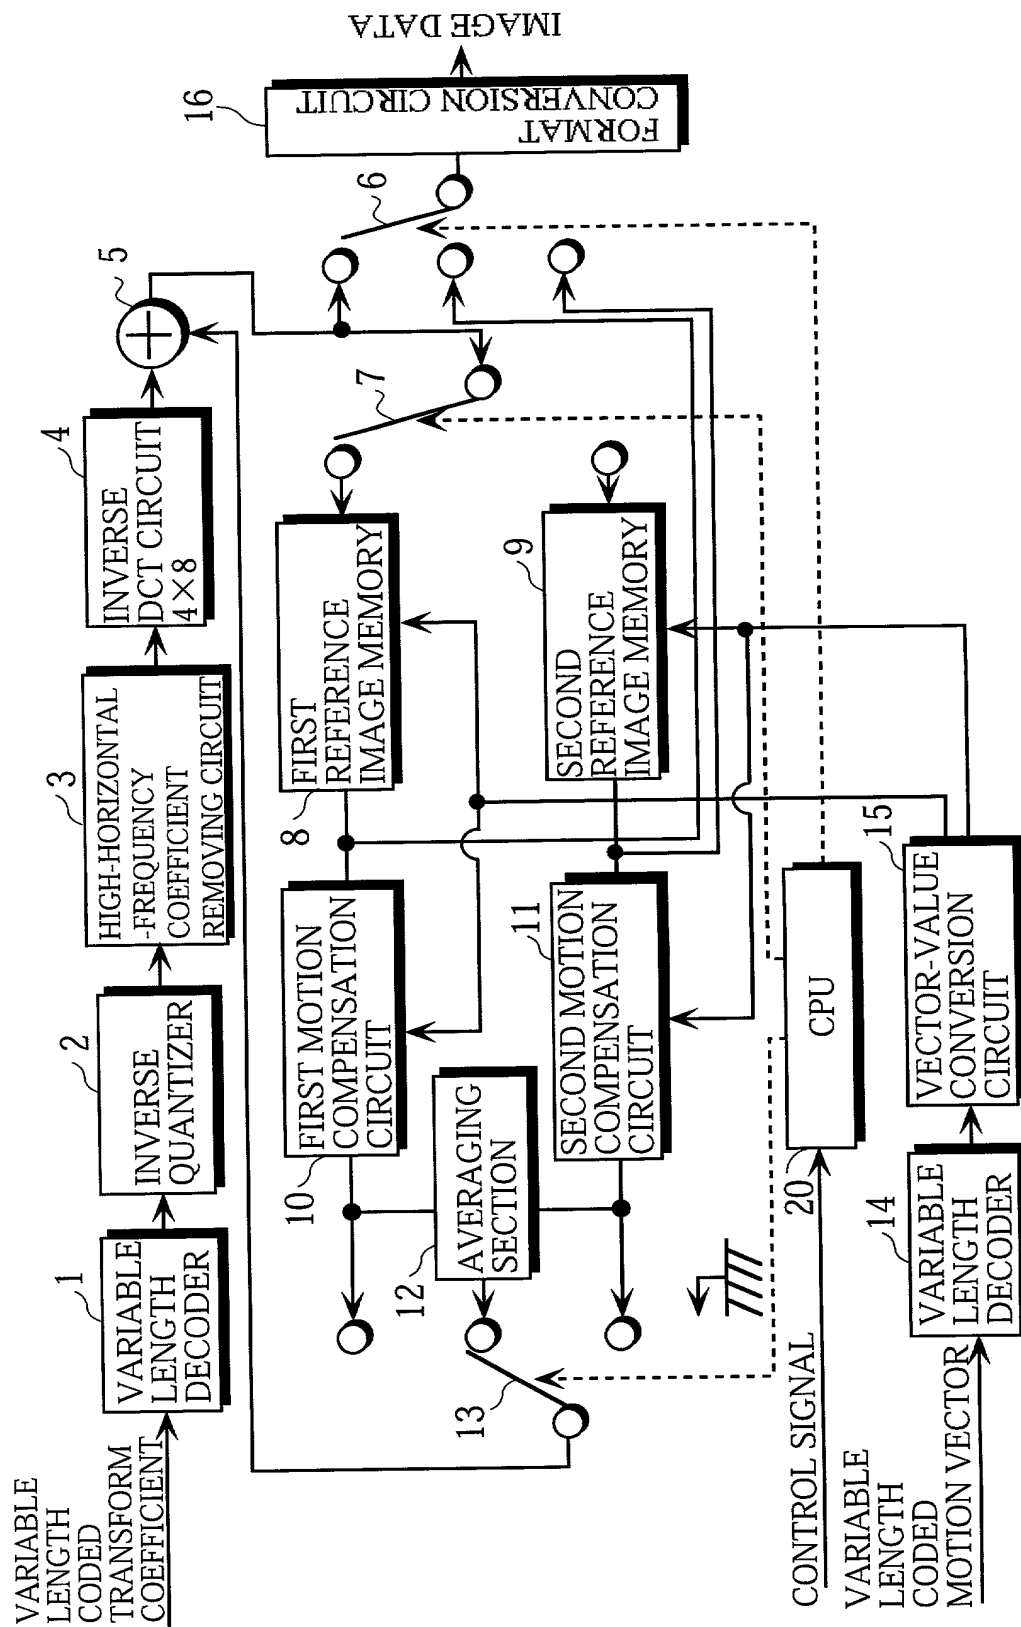 VARIABLE
LENGTH
CODED
TRANSFORM
COEFFICIENT
1
VARIABLE
LENGTH
DECODER
2
INVERSE
QUANTIZER
3
HIGH-HORIZONTAL
-FREQUENCY
COEFFICIENT
REMOVING CIRCUIT
4
INVERSE
DCT CIRCUIT
4×8
5
6
7
16
FORMAT
CONVERSION CIRCUIT
IMAGE DATA
FIRST
REFERENCE
IMAGE MEMORY
8
9
SECOND
REFERENCE
IMAGE MEMORY
FIRST MOTION
COMPENSATION
CIRCUIT
10
11
SECOND MOTION
COMPENSATION
CIRCUIT
12
AVERAGING
SECTION
13
CONTROL SIGNAL
20
CPU
VARIABLE
LENGTH
CODED
MOTION VECTOR
14
VARIABLE
LENGTH
DECODER
15
VECTOR-VALUE
CONVERSION
CIRCUIT